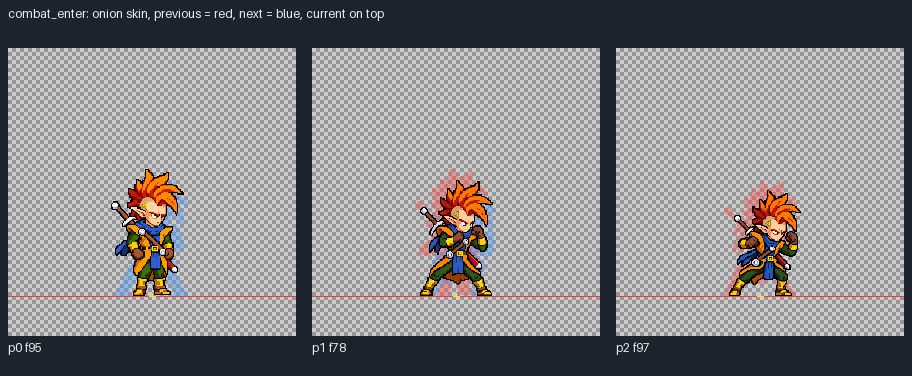 combat_enter: onion skin, previous = red, next = blue, current on top
p0 f95
p1 f78
p2 f97